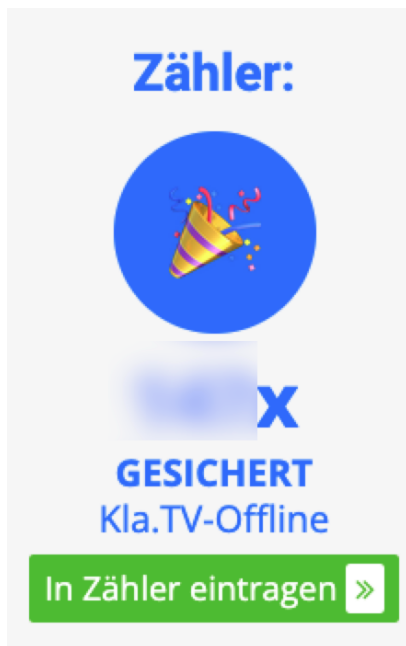 Zähler:
x
GESICHERT
Kla.TV-Offline
In Zähler eintragen »